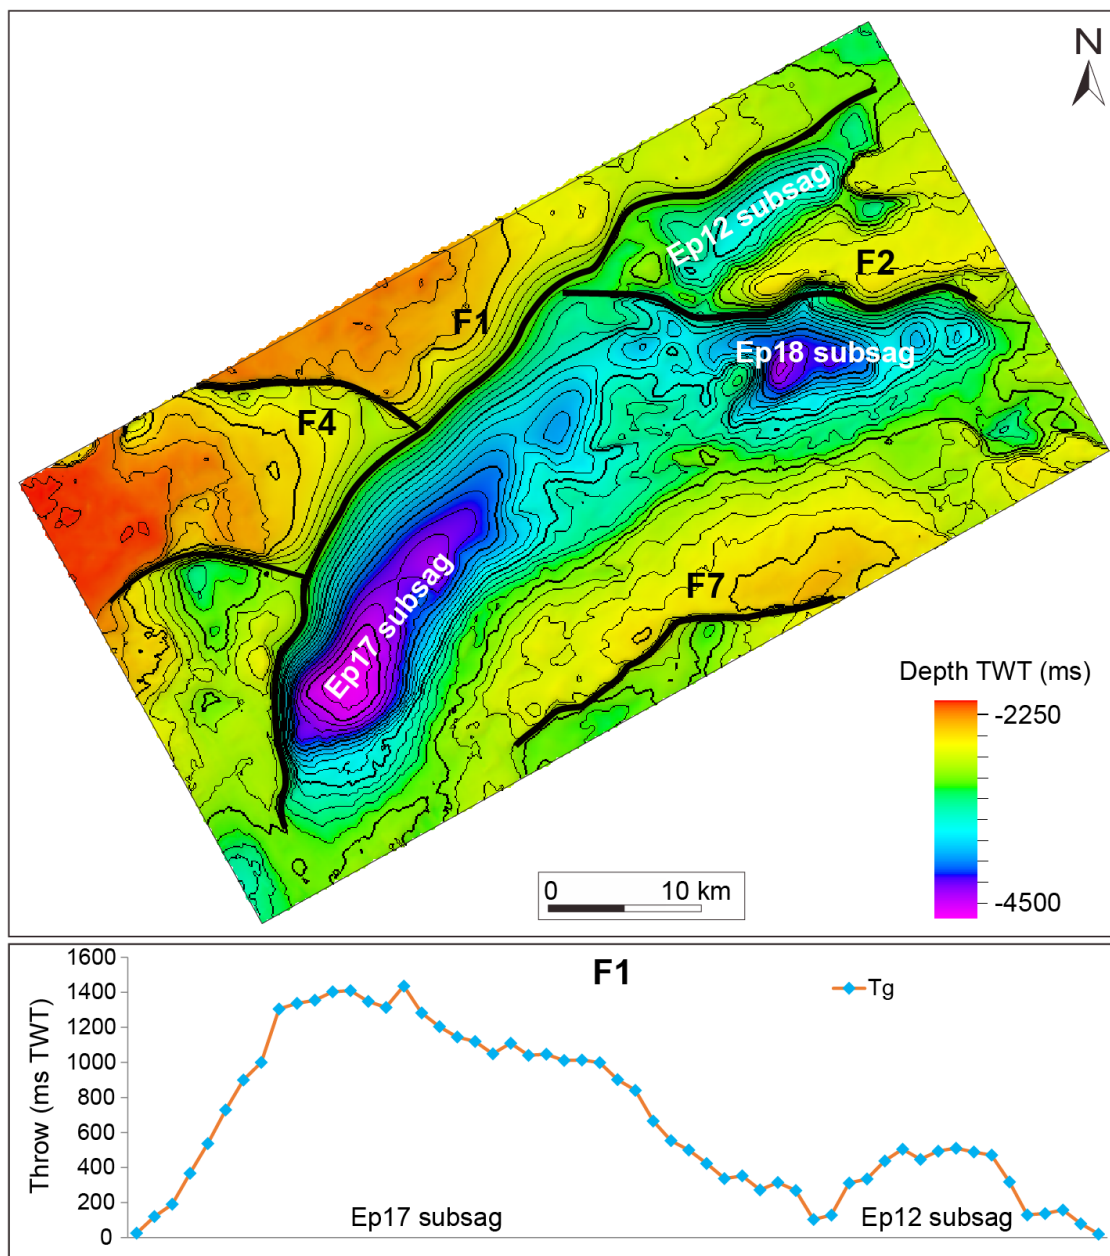 N
Ep12 subsag
F2
F1
Ep18 subsag
F4
Ep17 subsag
F7
Depth TWT (ms)
-2250
-4500
0 10 km
F1
Throw (ms TWT)
1600
1400
1200
1000
800
600
400
200
0
Tg
Ep17 subsag
Ep12 subsag